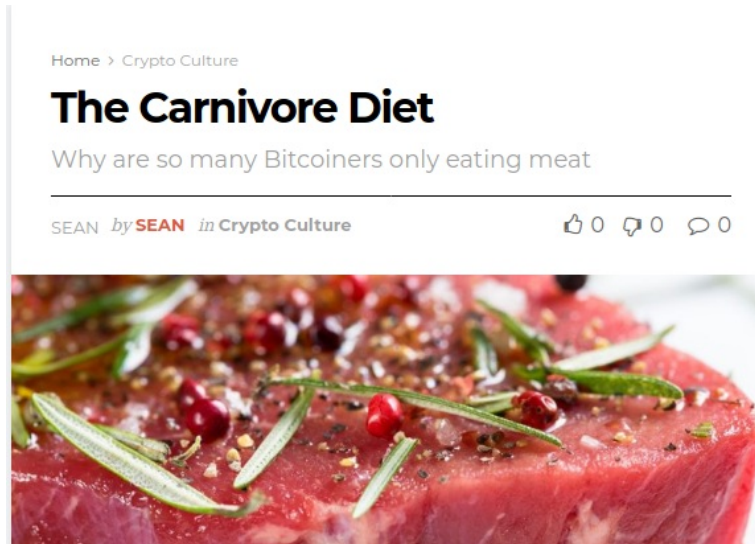 Home > Crypto Culture
The Carnivore Diet
Why are so many Bitcoiners only eating meat
SEAN by SEAN in Crypto Culture 0 0 0